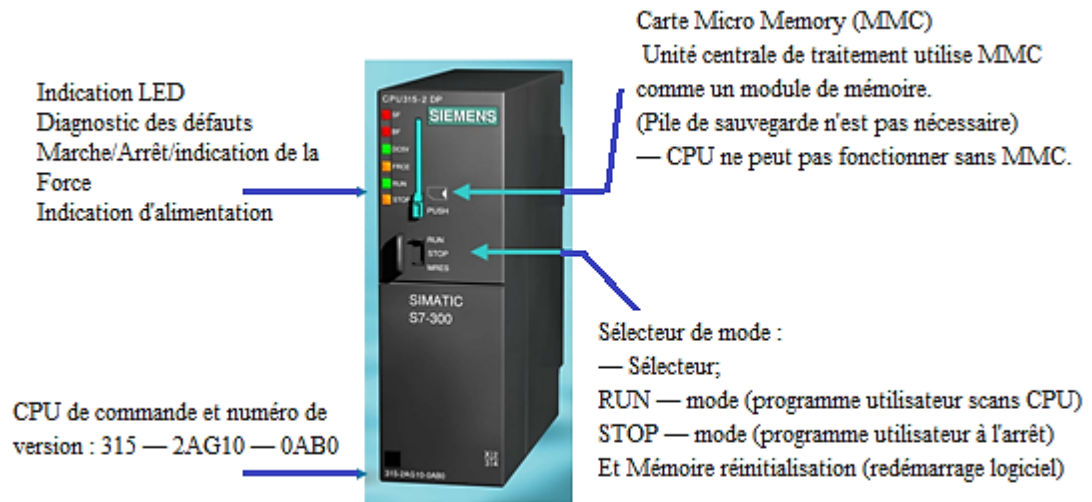 Carte Micro Memory (MMC)
Unité centrale de traitement utilise MMC
comme un module de mémoire.
(Pile de sauvegarde n'est pas nécessaire)
— CPU ne peut pas fonctionner sans MMC.
Indication LED
Diagnostic des défauts
Marche/Arrêt/indication de la
Force
Indication d'alimentation
CPU315-2 DP
SIEMENS
SF
BF
DC5V
FRCE
RUN
STOP
PUSH
RUN
STOP
MRES
SIMATIC
S7-300
Sélecteur de mode :
— Sélecteur;
RUN — mode (programme utilisateur scans CPU)
STOP — mode (programme utilisateur à l'arrêt)
Et Mémoire réinitialisation (redémarrage logiciel)
CPU de commande et numéro de
version : 315 — 2AG10 — 0AB0
315-2AG10-0AB0